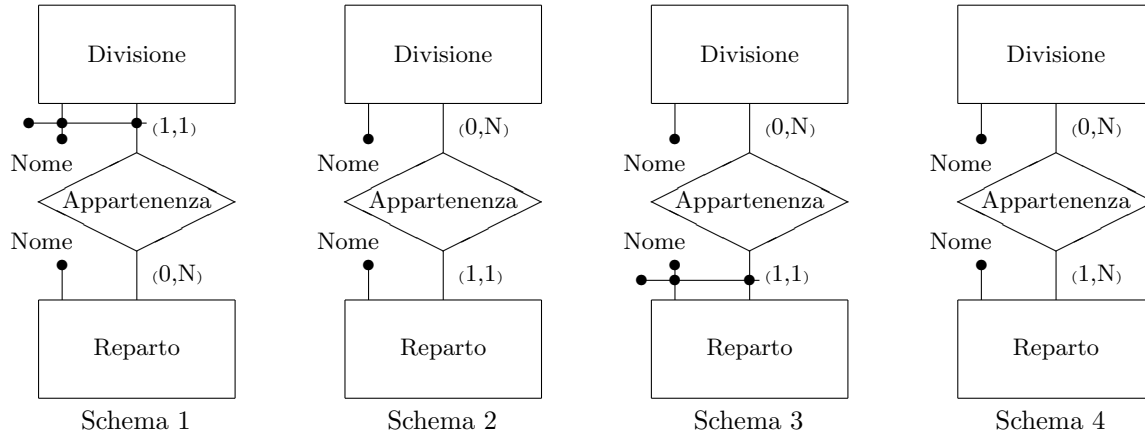 Divisione
Nome
(1,1)
Appartenenza
Nome
(0,N)
Reparto
Schema 1
Divisione
Nome
(0,N)
Appartenenza
Nome
(1,1)
Reparto
Schema 2
Divisione
Nome
(0,N)
Appartenenza
Nome
(1,1)
Reparto
Schema 3
Divisione
Nome
(0,N)
Appartenenza
Nome
(1,N)
Reparto
Schema 4